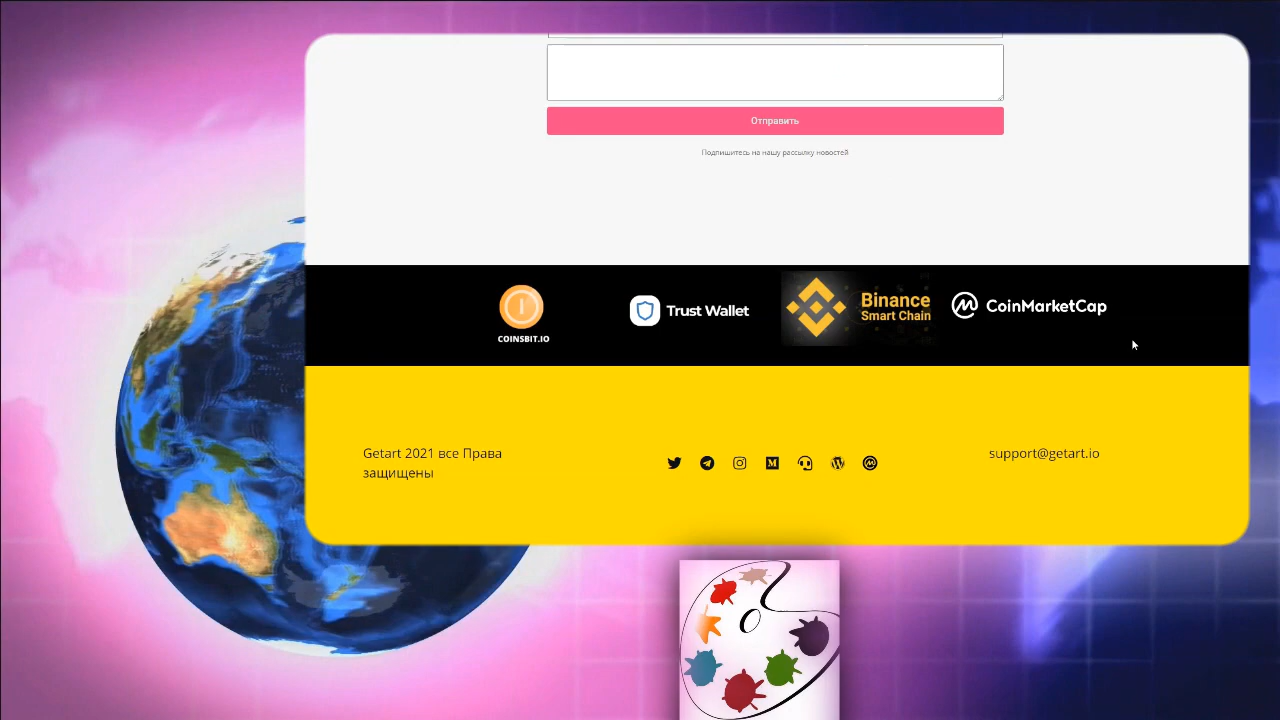 Отправить
Подпишитесь на нашу рассылку новостей
COINSBIT.IO
Trust Wallet
Binance
Smart Chain
CoinMarketCap
Getart 2021 все Права
защищены
support@getart.io